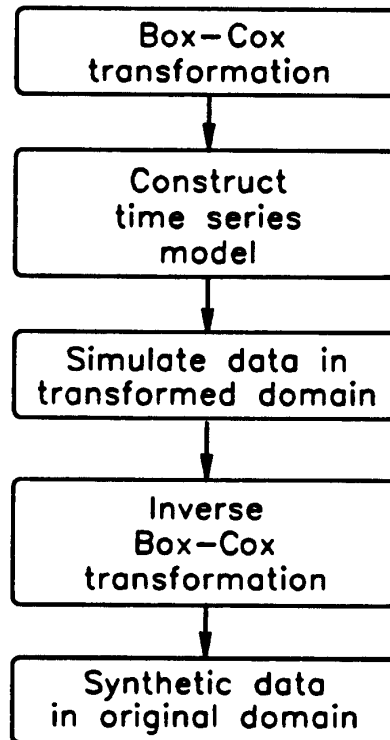 Box-Cox
transformation
Construct
time series
model
Simulate data in
transformed domain
Inverse
Box-Cox
transformation
Synthetic data
in original domain